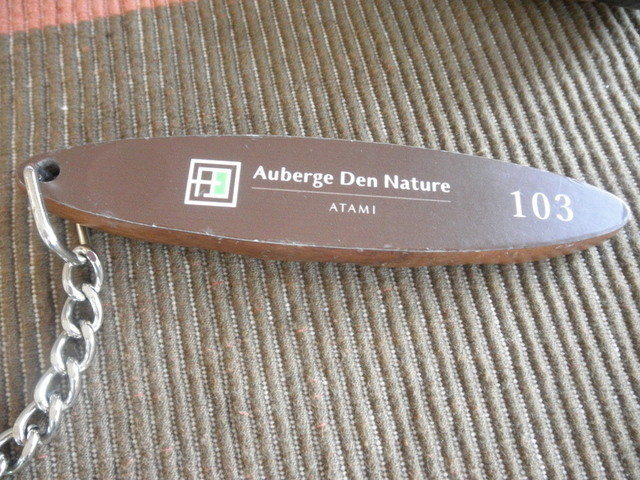 Auberge Den Nature
ATAMI
103